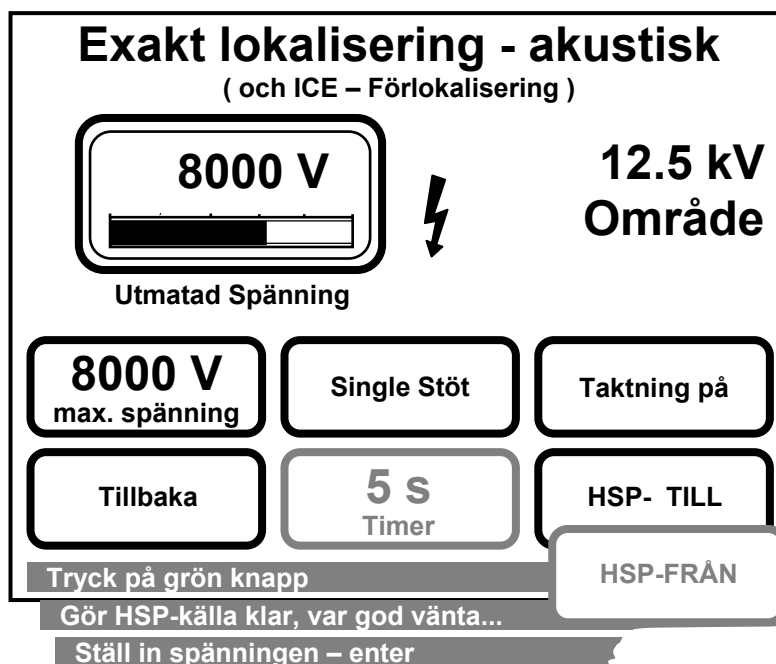 Exakt lokalisering - akustisk
( och ICE – Förlokalisering )
8000 V
12.5 kV
Område
Utmatad Spänning
8000 V
max. spänning
Single Stöt
Taktning på
Tillbaka
5 s
Timer
HSP- TILL
HSP-FRÅN
Tryck på grön knapp
Gör HSP-källa klar, var god vänta...
Ställ in spänningen – enter